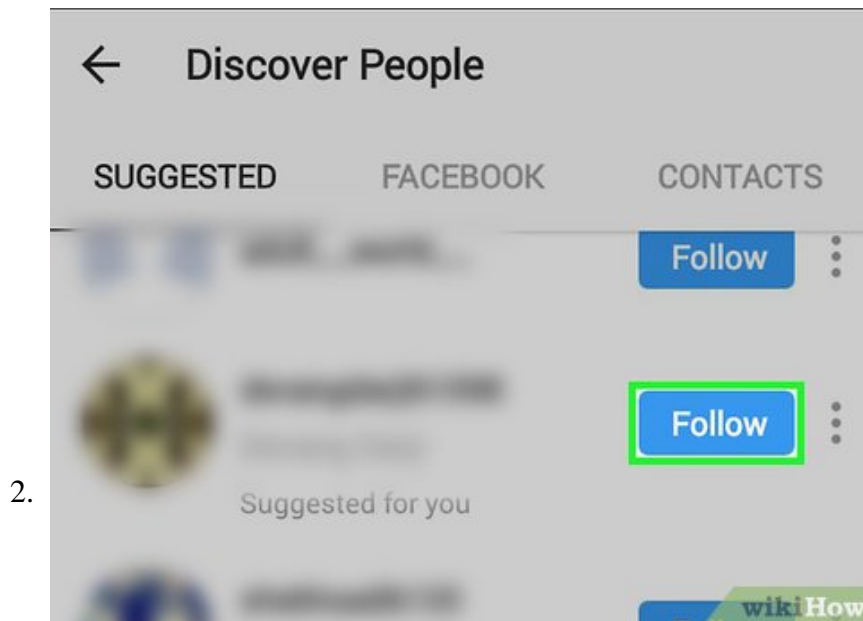 Discover People
SUGGESTED FACEBOOK CONTACTS
Follow
Follow
Suggested for you
2.
wikiHow